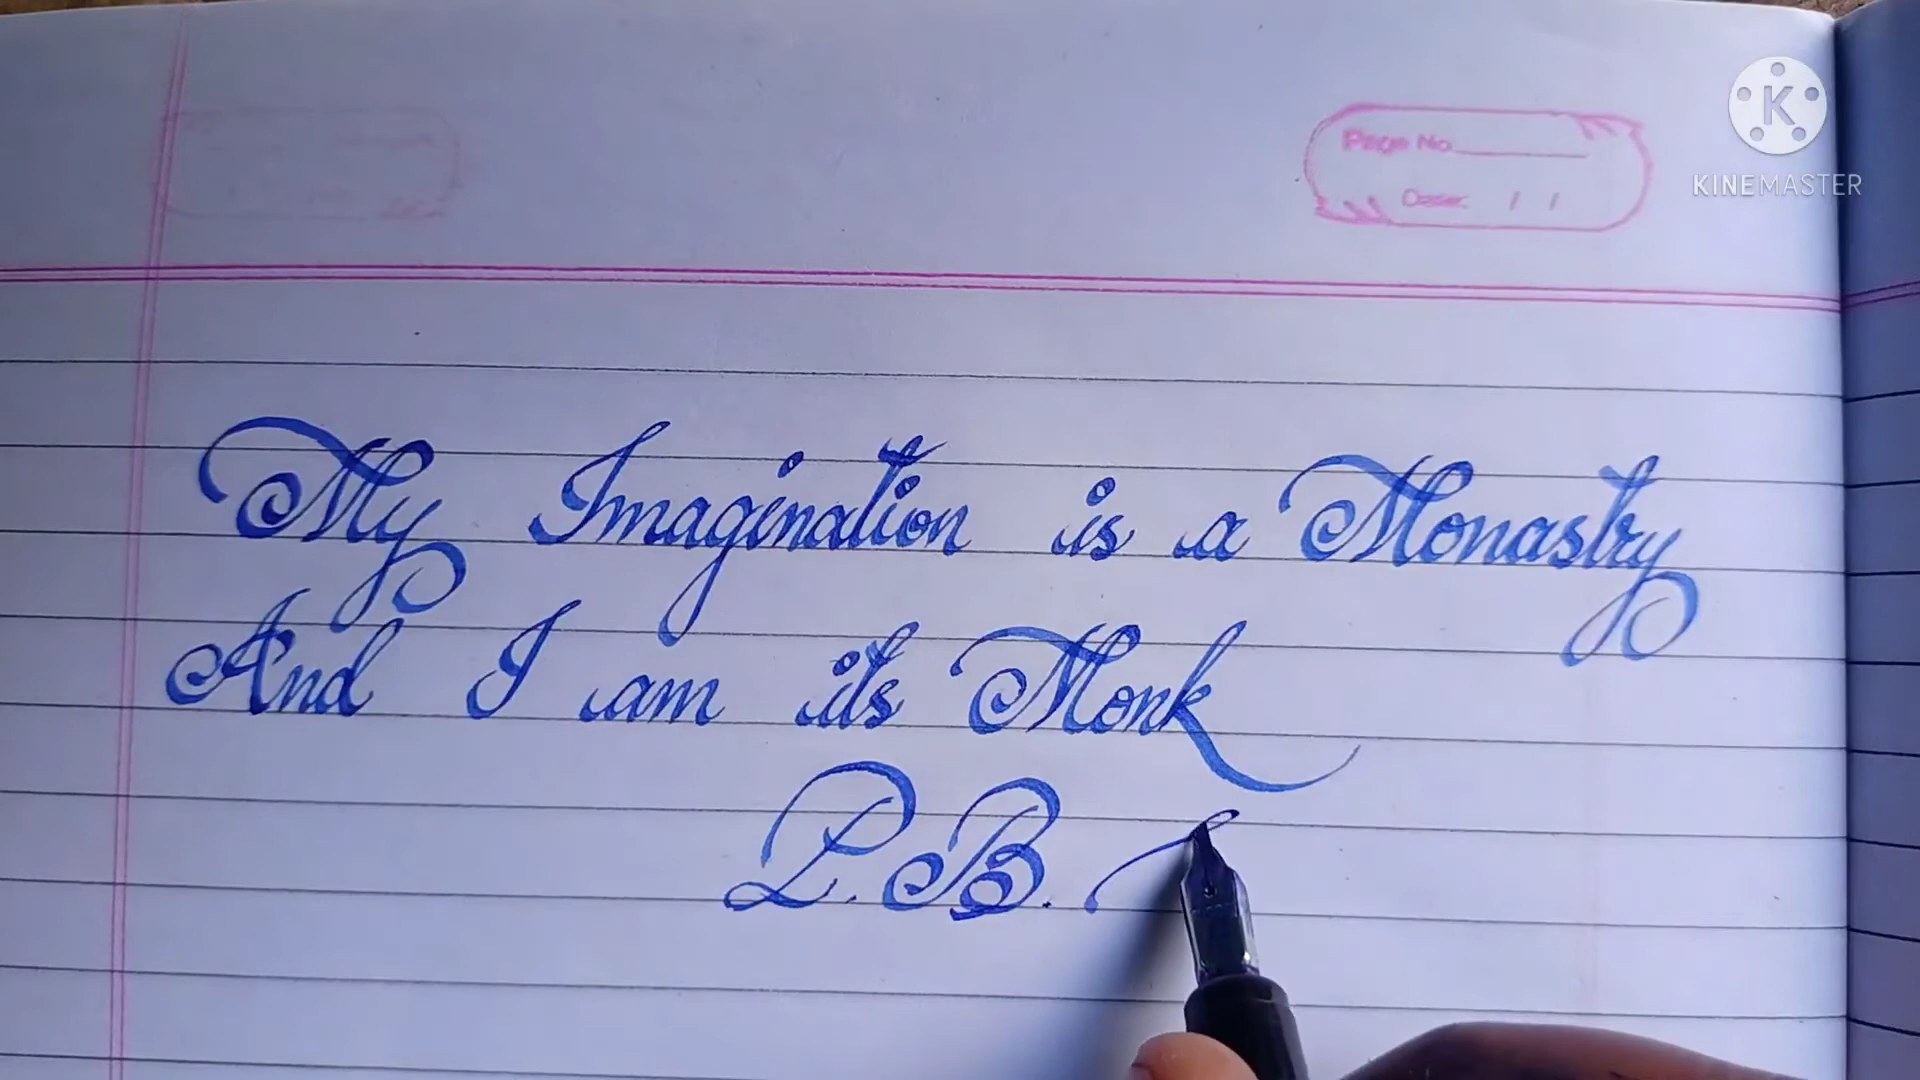 Page No.
Date: / /
K
KINEMASTER
My Imagination is a Monastry
And I am its Monk
P. B.